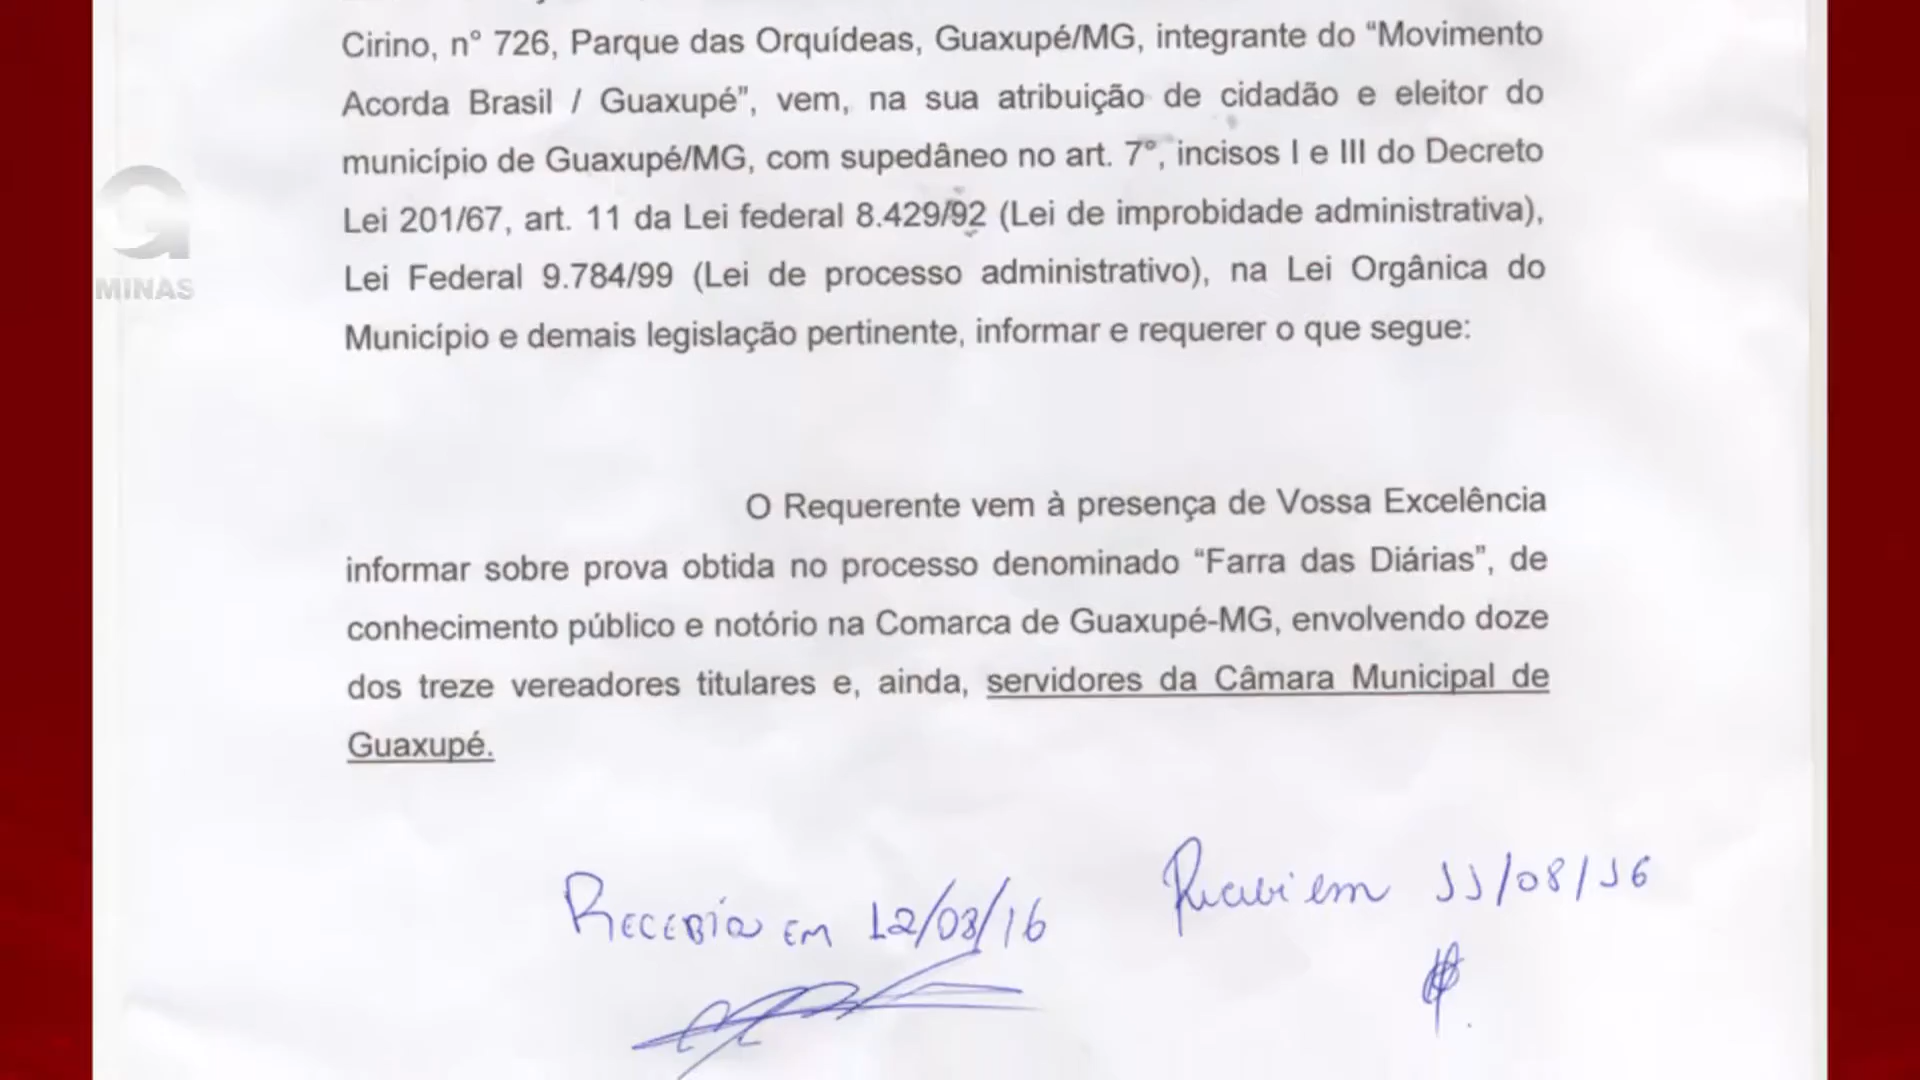 Cirino, n° 726, Parque das Orquídeas, Guaxupé/MG, integrante do “Movimento
Acorda Brasil / Guaxupé”, vem, na sua atribuição de cidadão e eleitor do
município de Guaxupé/MG, com supedâneo no art. 7°, incisos I e III do Decreto
Lei 201/67, art. 11 da Lei federal 8.429/92 (Lei de improbidade administrativa),
Lei Federal 9.784/99 (Lei de processo administrativo), na Lei Orgânica do
Município e demais legislação pertinente, informar e requerer o que segue:
G
MINAS
O Requerente vem à presença de Vossa Excelência
informar sobre prova obtida no processo denominado “Farra das Diárias”, de
conhecimento público e notório na Comarca de Guaxupé-MG, envolvendo doze
dos treze vereadores titulares e, ainda, servidores da Câmara Municipal de
Guaxupé.
Recebi em 11/08/16
EM 12/08/16